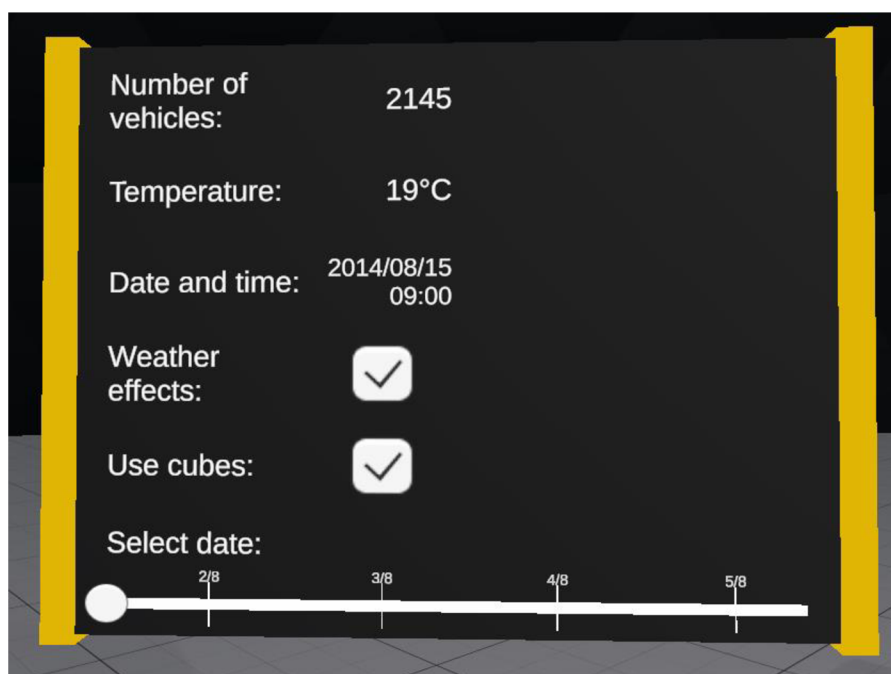 Number of
vehicles:
2145
Temperature:
19°C
Date and time:
2014/08/15
09:00
Weather
effects:
Use cubes:
Select date:
2/8
3/8
4/8
5/8